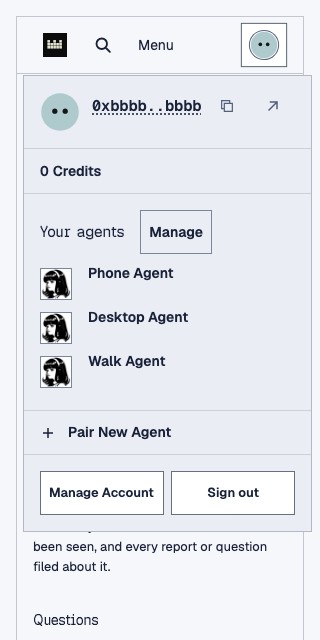 Menu
0xbbbb..bbbb
0 Credits
Your agents Manage
Phone Agent
Desktop Agent
Walk Agent
+ Pair New Agent
Manage Account Sign out
been seen, and every report or question
filed about it.
Questions